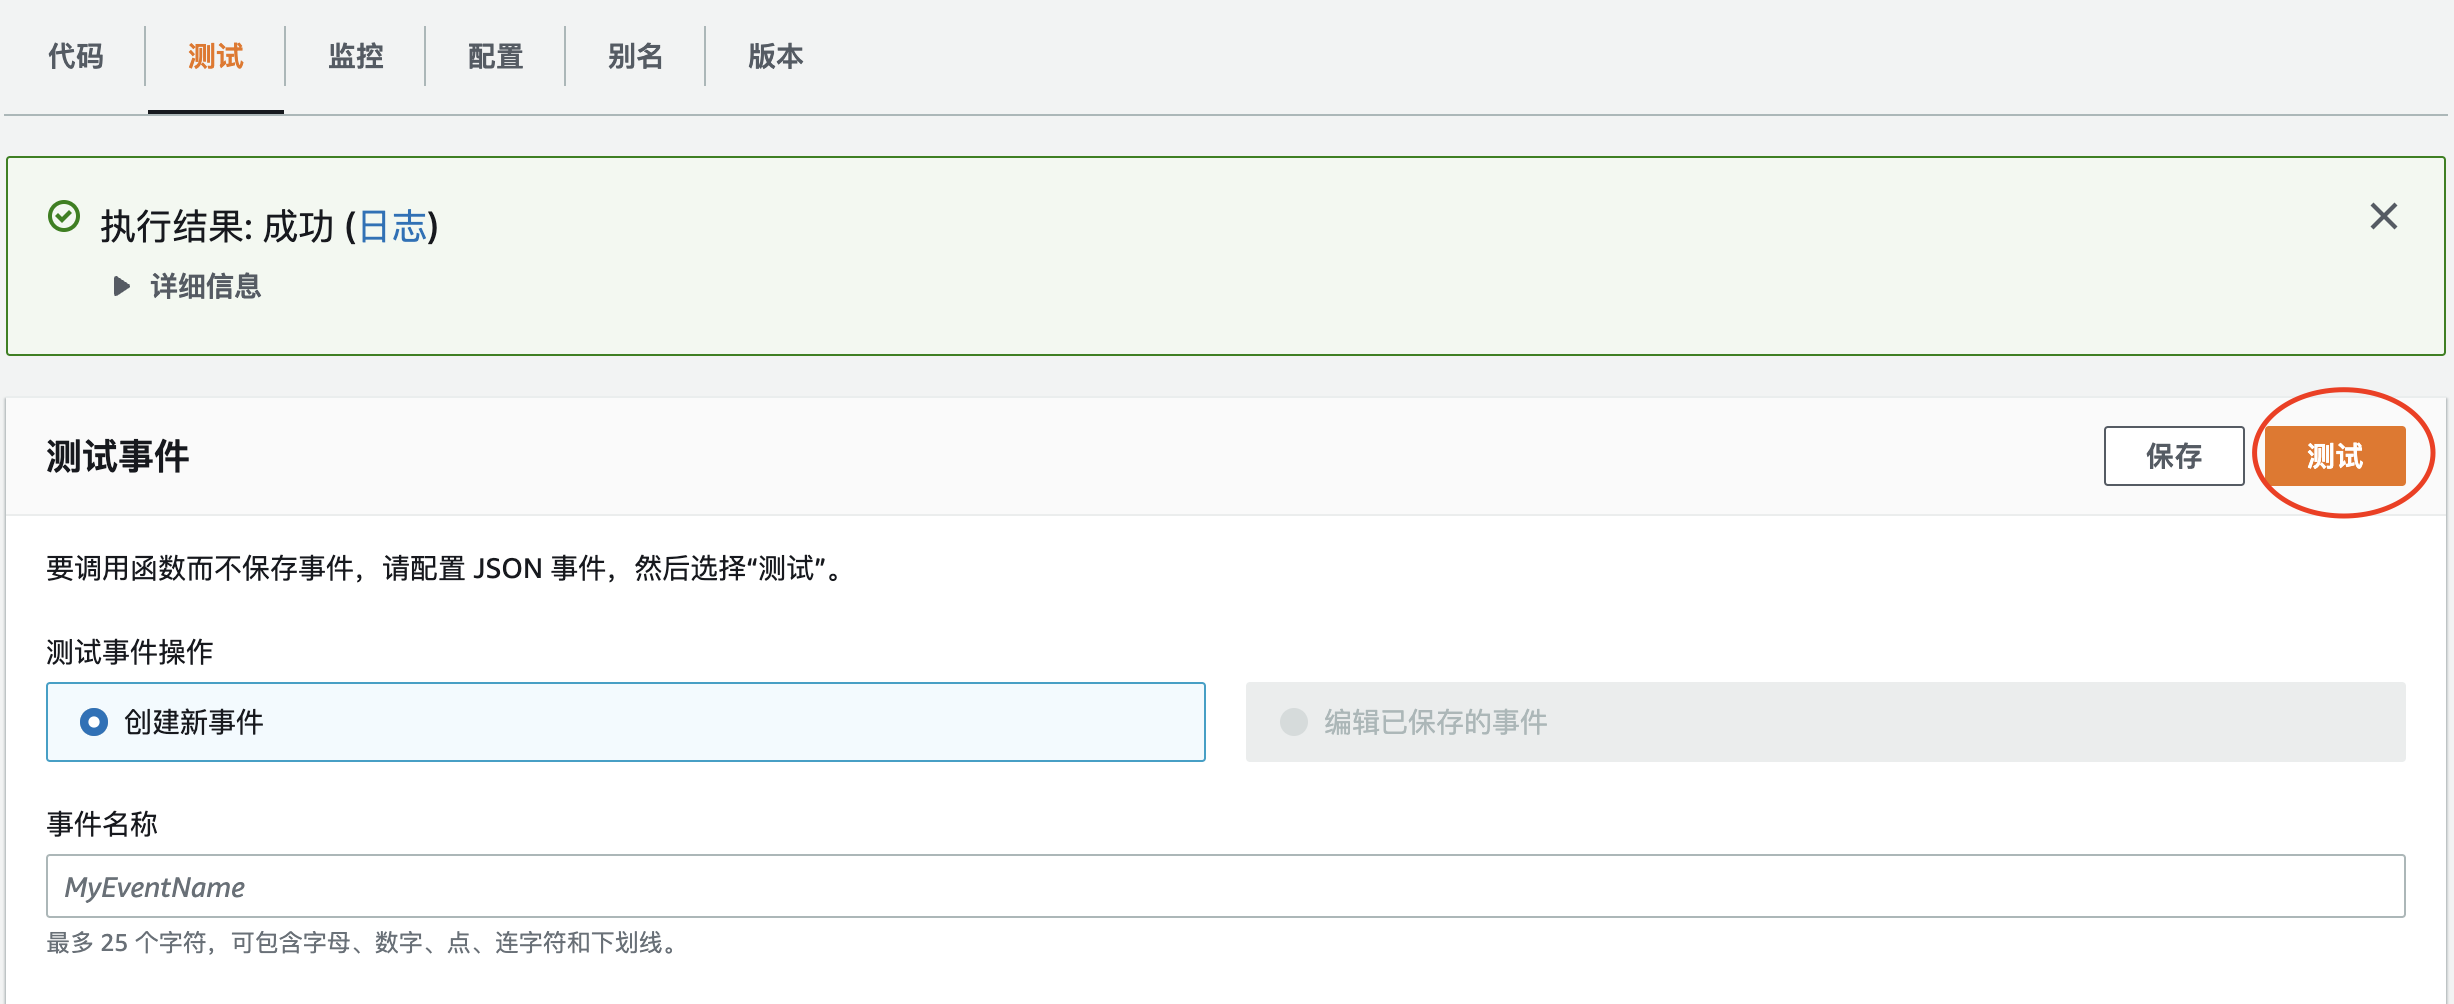 代码 测试 监控 配置 别名 版本
执行结果: 成功 (日志)
详细信息
测试事件 保存 测试
要调用函数而不保存事件，请配置 JSON 事件，然后选择“测试”。
测试事件操作
创建新事件 编辑已保存的事件
事件名称
MyEventName
最多 25 个字符，可包含字母、数字、点、连字符和下划线。